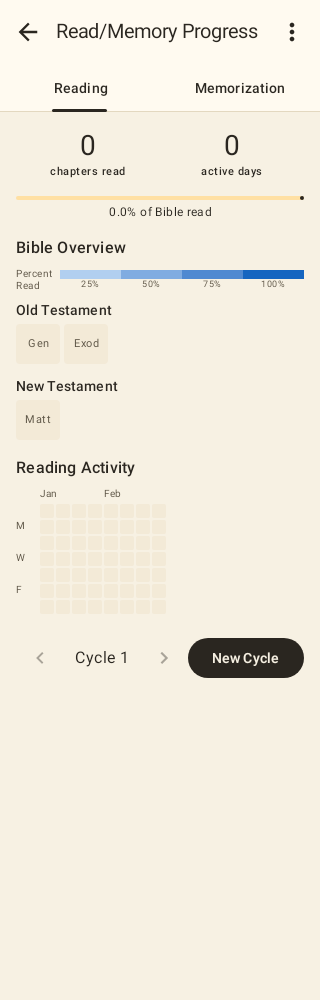 Read/Memory Progress
Reading Memorization
0 0
chapters read active days
0.0% of Bible read
Bible Overview
Percent Read
25% 50% 75% 100%
Old Testament
Gen Exod
New Testament
Matt
Reading Activity
Jan Feb
M
W
F
Cycle 1 New Cycle